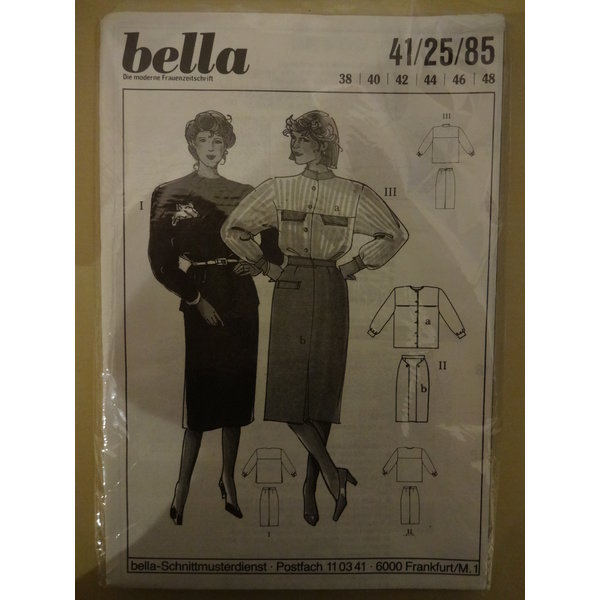 bella
Die moderne Frauenzeitschrift
41/25/85
38 | 40 | 42 | 44 | 46 | 48
III
I
III
a
b
a
II
b
I
II
bella-Schnittmusterdienst · Postfach 11 03 41 · 6000 Frankfurt/M. 1